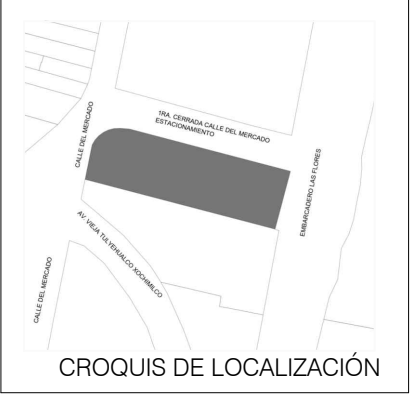 1RA. CERRADA CALLE DEL MERCADO
ESTACIONAMIENTO
CALLE DEL MERCADO
EMBARCADERO LAS FLORES
AV. VIEJA TULYEHUALCO XOCHIMILCO
CALLE DEL MERCADO
CROQUIS DE LOCALIZACIÓN